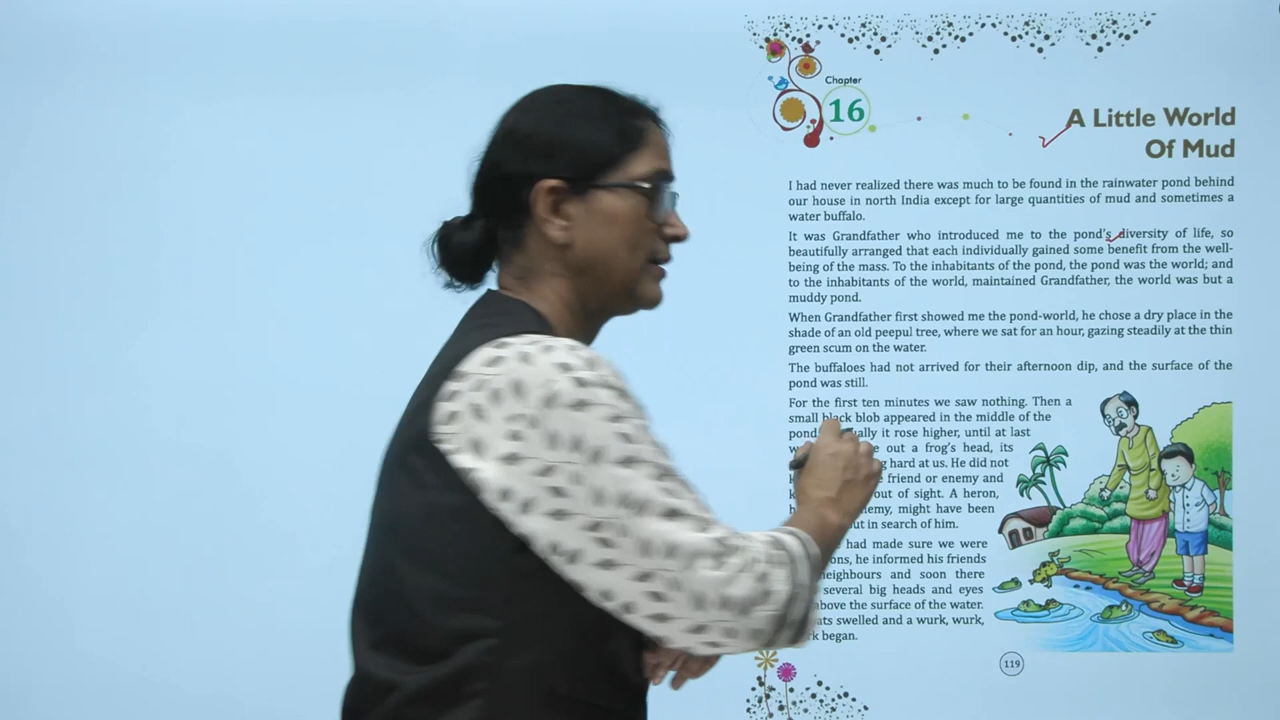 Chapter
16
A Little World
Of Mud
I had never realized there was much to be found in the rainwater pond behind
our house in north India except for large quantities of mud and sometimes a
water buffalo.
It was Grandfather who introduced me to the pond's diversity of life, so
beautifully arranged that each individually gained some benefit from the well-
being of the mass. To the inhabitants of the pond, the pond was the world; and
to the inhabitants of the world, maintained Grandfather, the world was but a
muddy pond.
When Grandfather first showed me the pond-world, he chose a dry place in the
shade of an old peepul tree, where we sat for an hour, gazing steadily at the thin
green scum on the water.
The buffaloes had not arrived for their afternoon dip, and the surface of the
pond was still.
For the first ten minutes we saw nothing. Then a
small black blob appeared in the middle of the
pond it rose higher, until at last
out a frog's head, its
hard at us. He did not
friend or enemy and
out of sight. A heron,
might have been
in search of him.
had made sure we were
he informed his friends
neighbours and soon there
several big heads and eyes
above the surface of the water.
swelled and a wurk, wurk,
began.
119